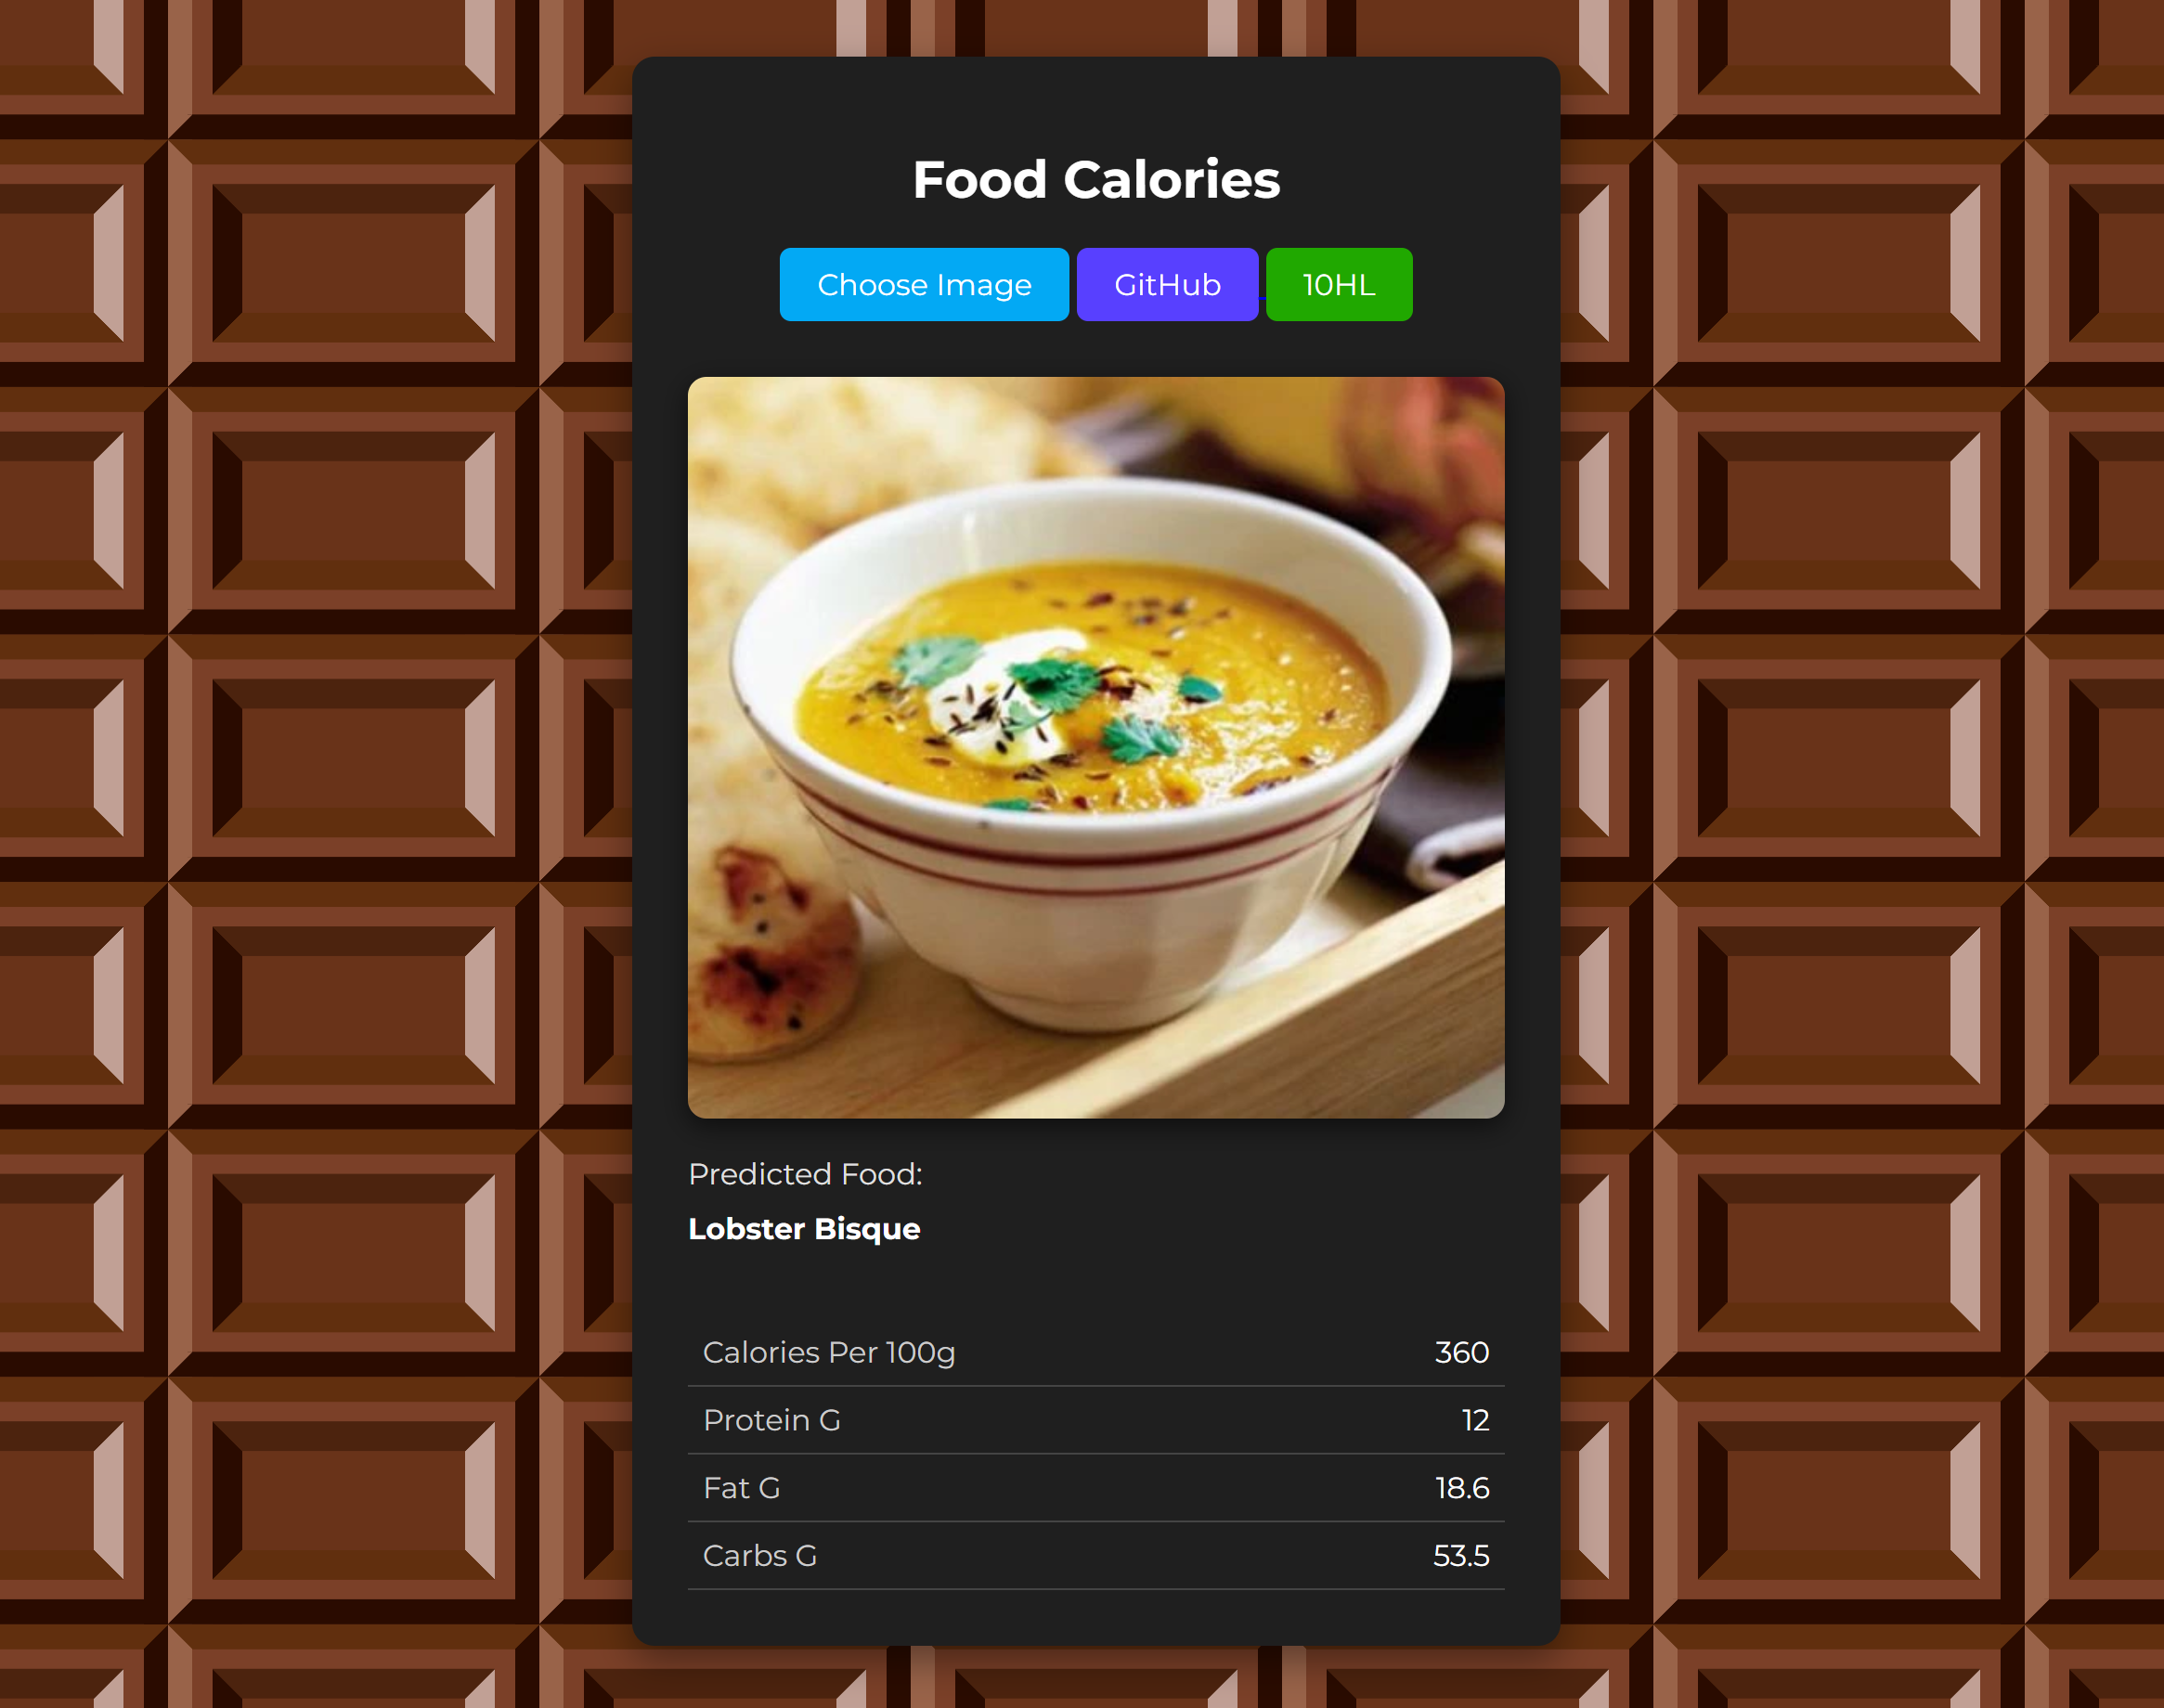 Food Calories
Choose Image GitHub 10HL
Predicted Food:
Lobster Bisque
Calories Per 100g 360
Protein G 12
Fat G 18.6
Carbs G 53.5